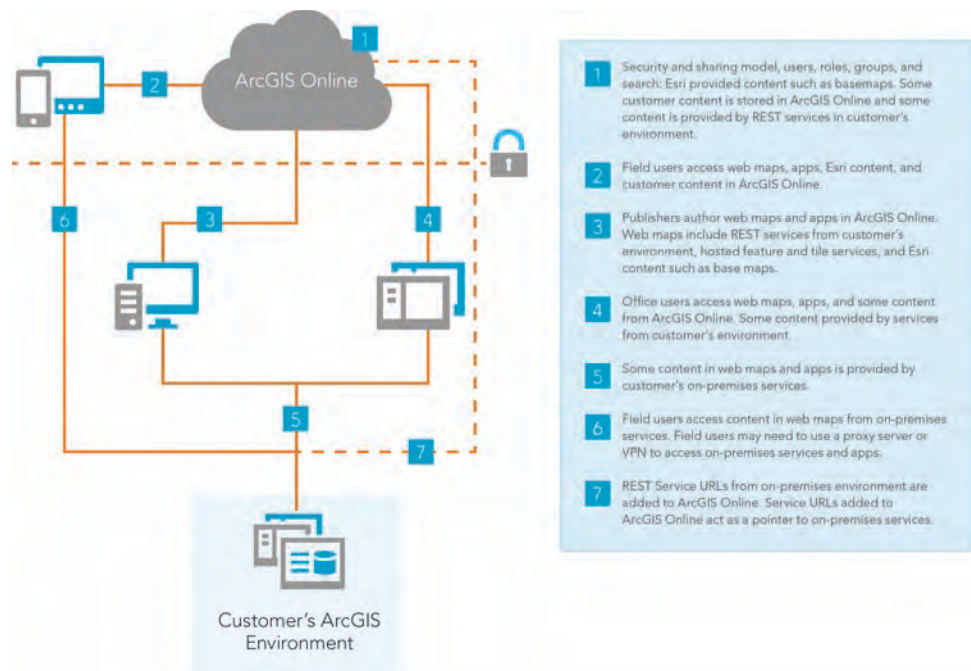 1
ArcGIS Online
2
6
3
4
5
7
Customer's ArcGIS
Environment
1
Security and sharing model, users, roles, groups, and
search: Esri provided content such as basemaps. Some
customer content is stored in ArcGIS Online and some
content is provided by REST services in customer's
environment.
2
Field users access web maps, apps, Esri content, and
customer content in ArcGIS Online
3
Publishers author web maps and apps in ArcGIS Online.
Web maps include REST services from customer's
environment, hosted feature and tile services, and Esri
content such as base maps.
4
Office users access web maps, apps, and some content
from ArcGIS Online. Some content provided by services
from customer's environment.
5
Some content in web maps and apps is provided by
customer's on-premises services.
6
Field users access content in web maps from on-premises
services. Field users may need to use a proxy server or
VPN to access on-premises services and apps.
7
REST Service URLs from on-premises environment are
added to ArcGIS Online. Service URLs added to
ArcGIS Online act as a pointer to on-premises services.